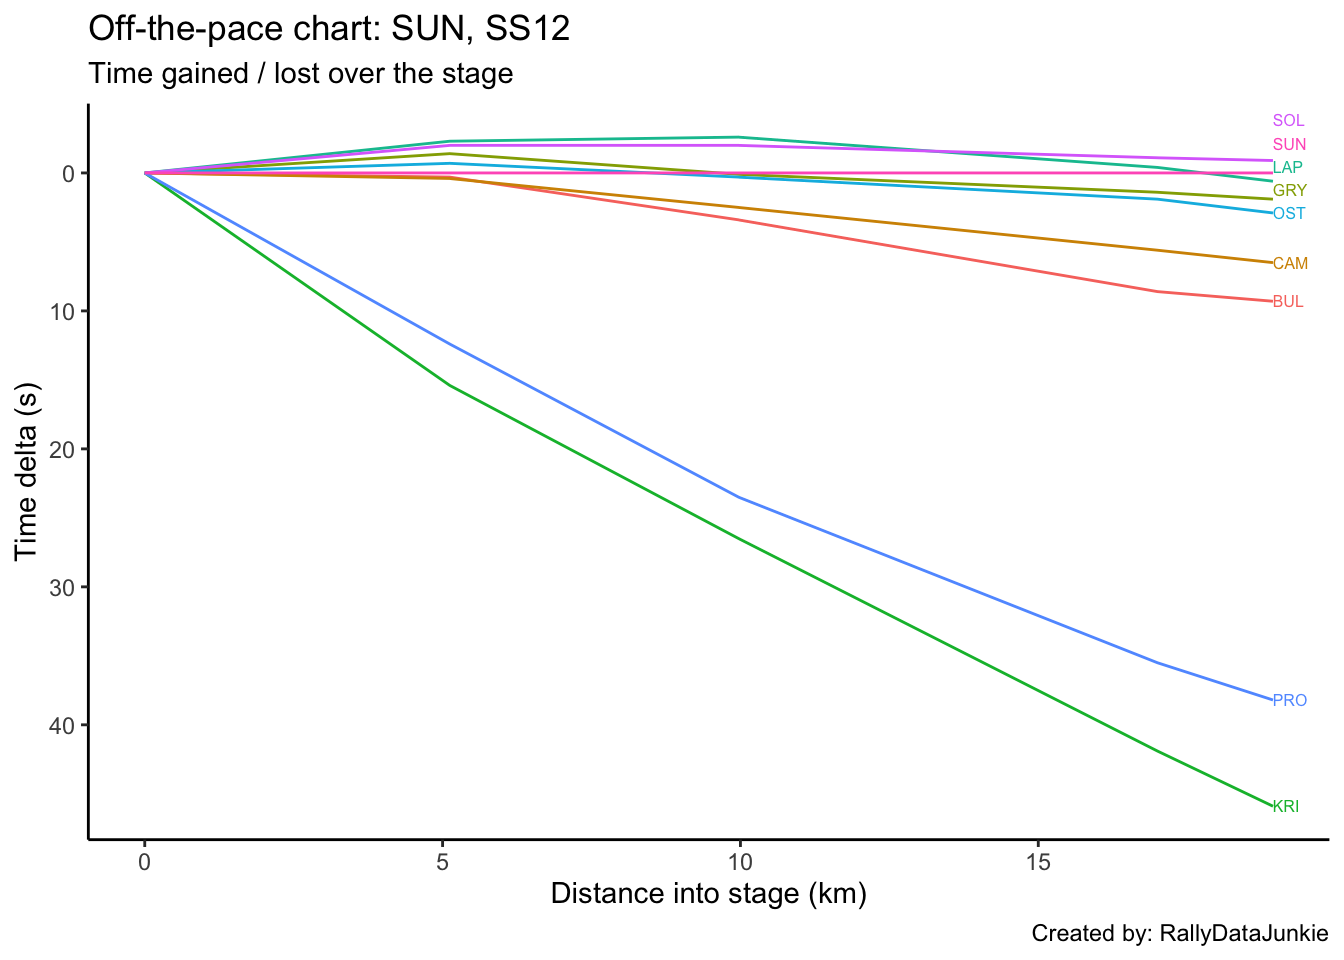 Off-the-pace chart: SUN, SS12
Time gained / lost over the stage
SOL
SUN
LAP
GRY
OST
CAM
BUL
PRO
KRI
0
10
20
30
40
Time delta (s)
0 5 10 15
Distance into stage (km)
Created by: RallyDataJunkie